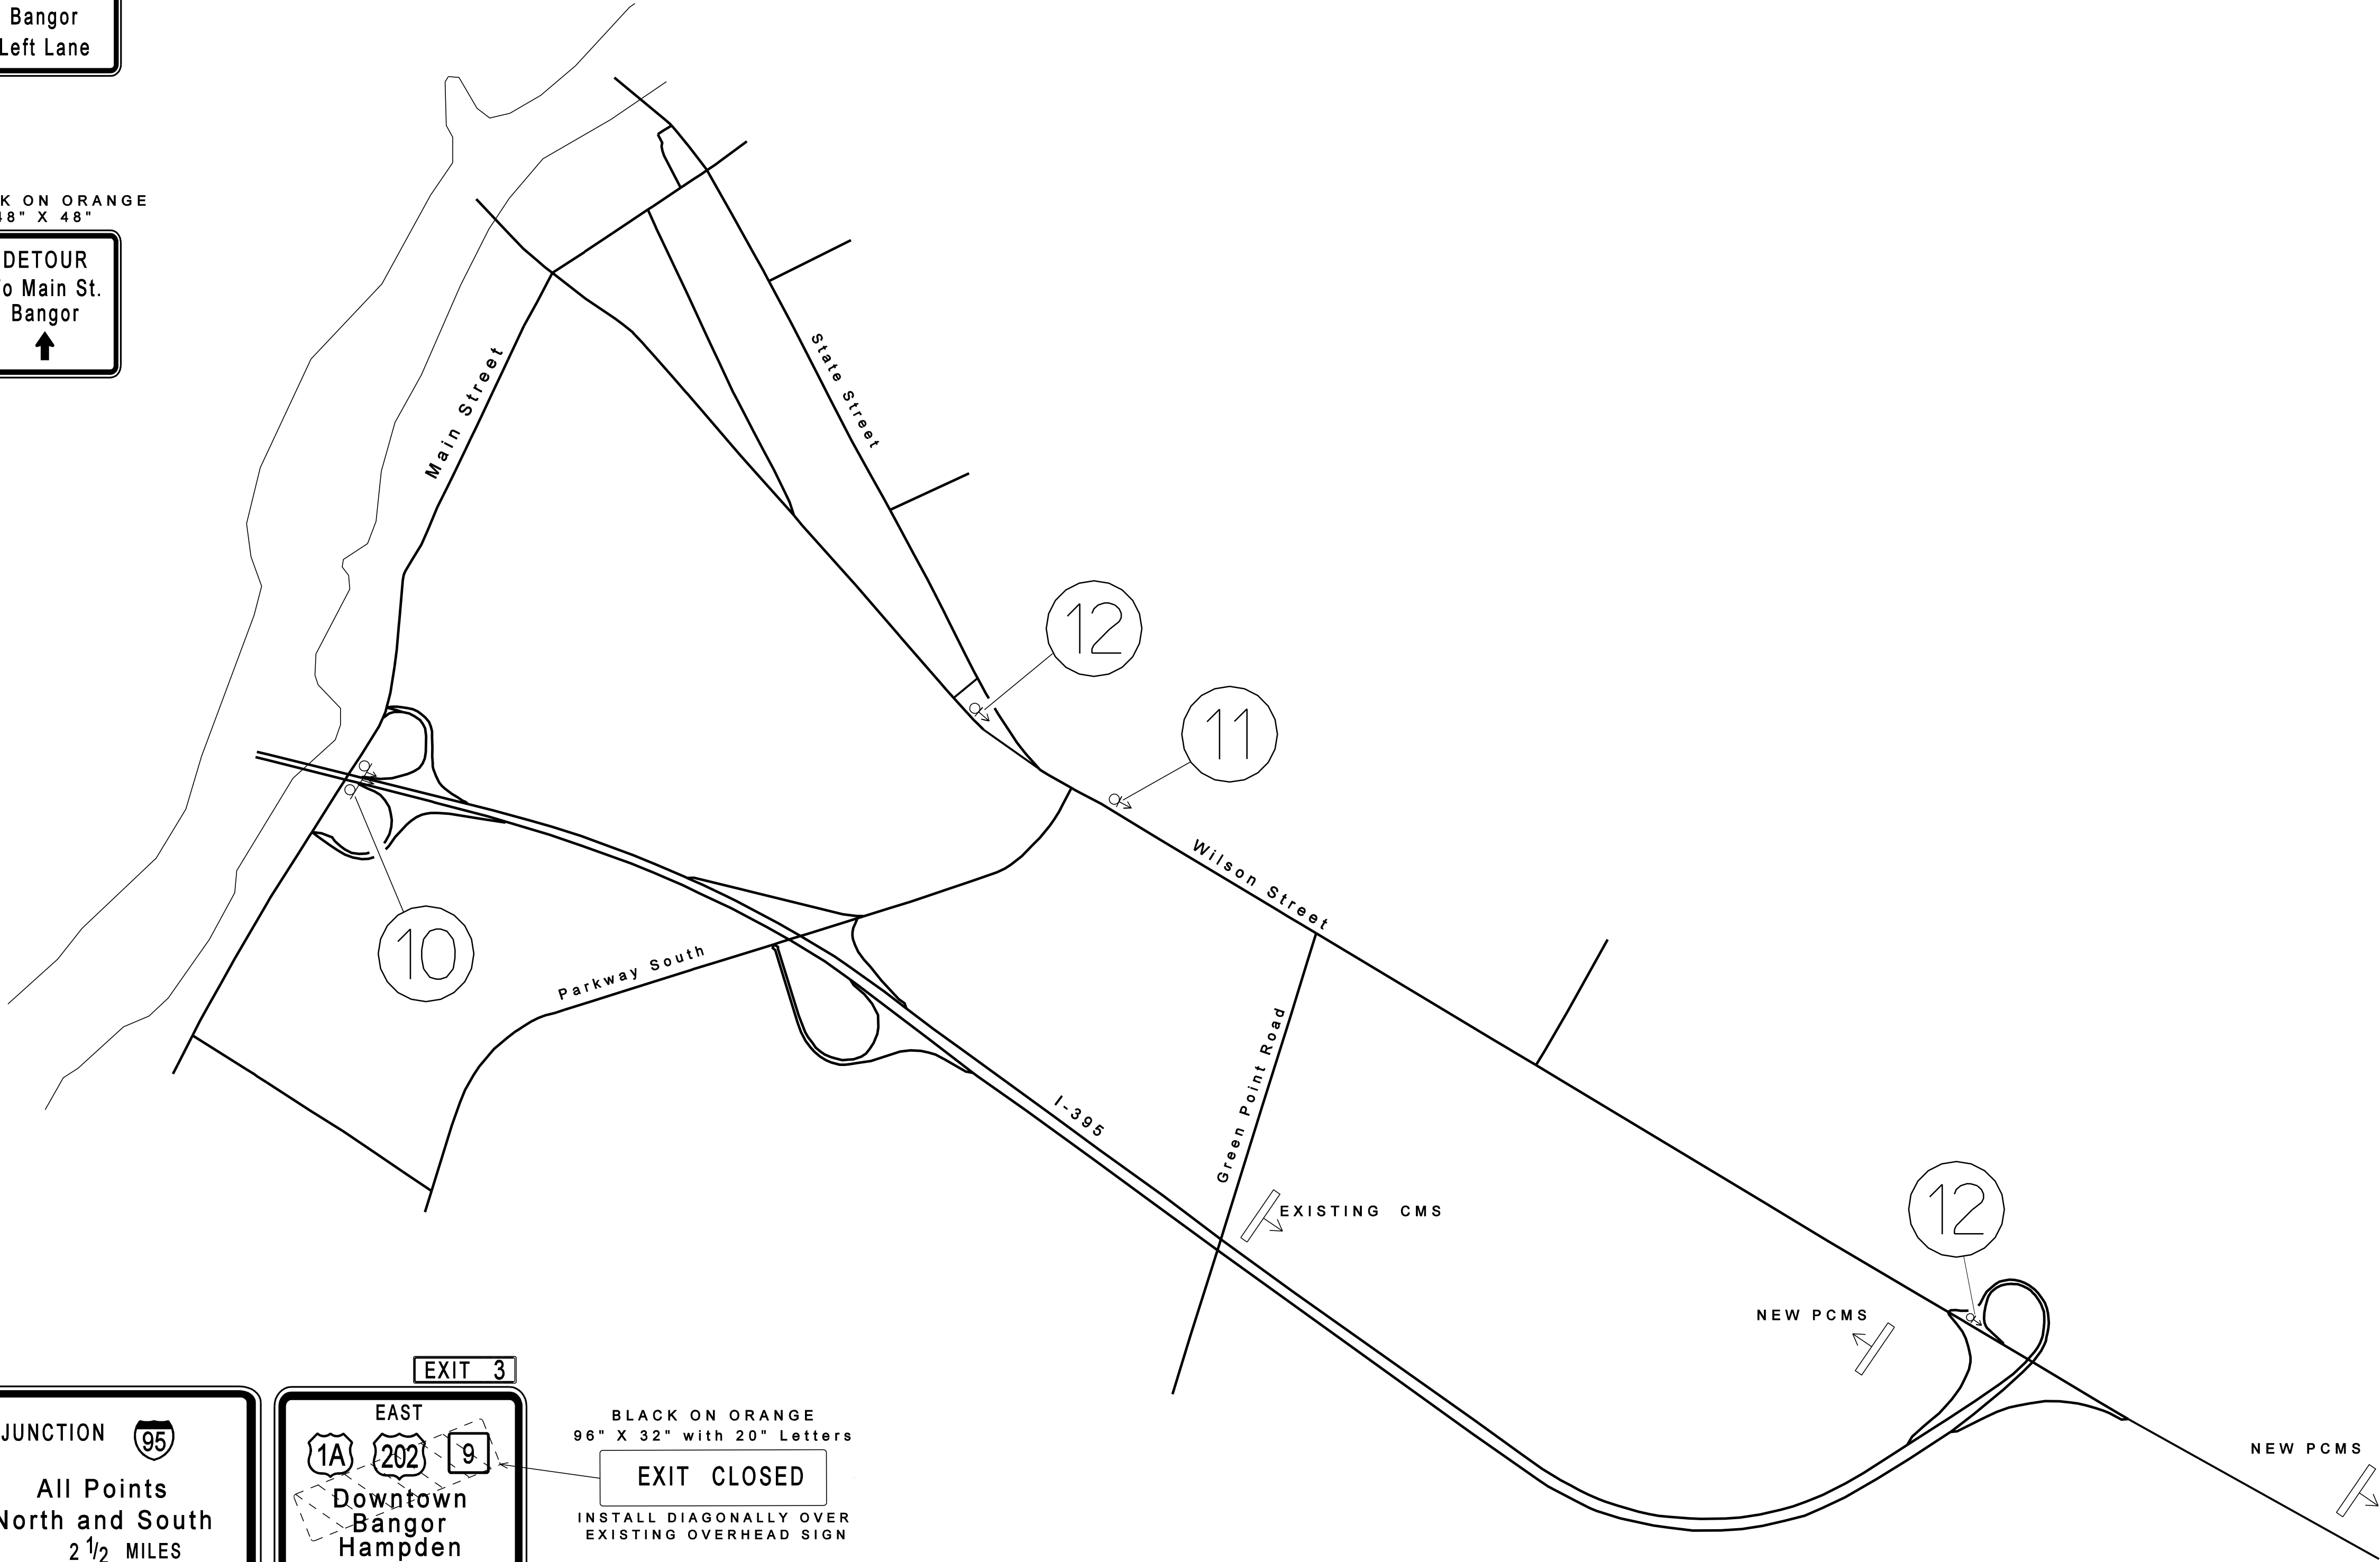 Bangor
Left Lane
K ON ORANGE
48" X 48"
DETOUR
o Main St.
Bangor
Main Street
State Street
12
11
Wilson Street
10
Parkway South
Green Point Road
I-395
EXISTING CMS
12
NEW PCMS
NEW PCMS
JUNCTION 95
All Points
North and South
2 1/2 MILES
EXIT 3
EAST
1A 202 9
Downtown
Bangor
Hampden
BLACK ON ORANGE
96" X 32" with 20" Letters
EXIT CLOSED
INSTALL DIAGONALLY OVER
EXISTING OVERHEAD SIGN